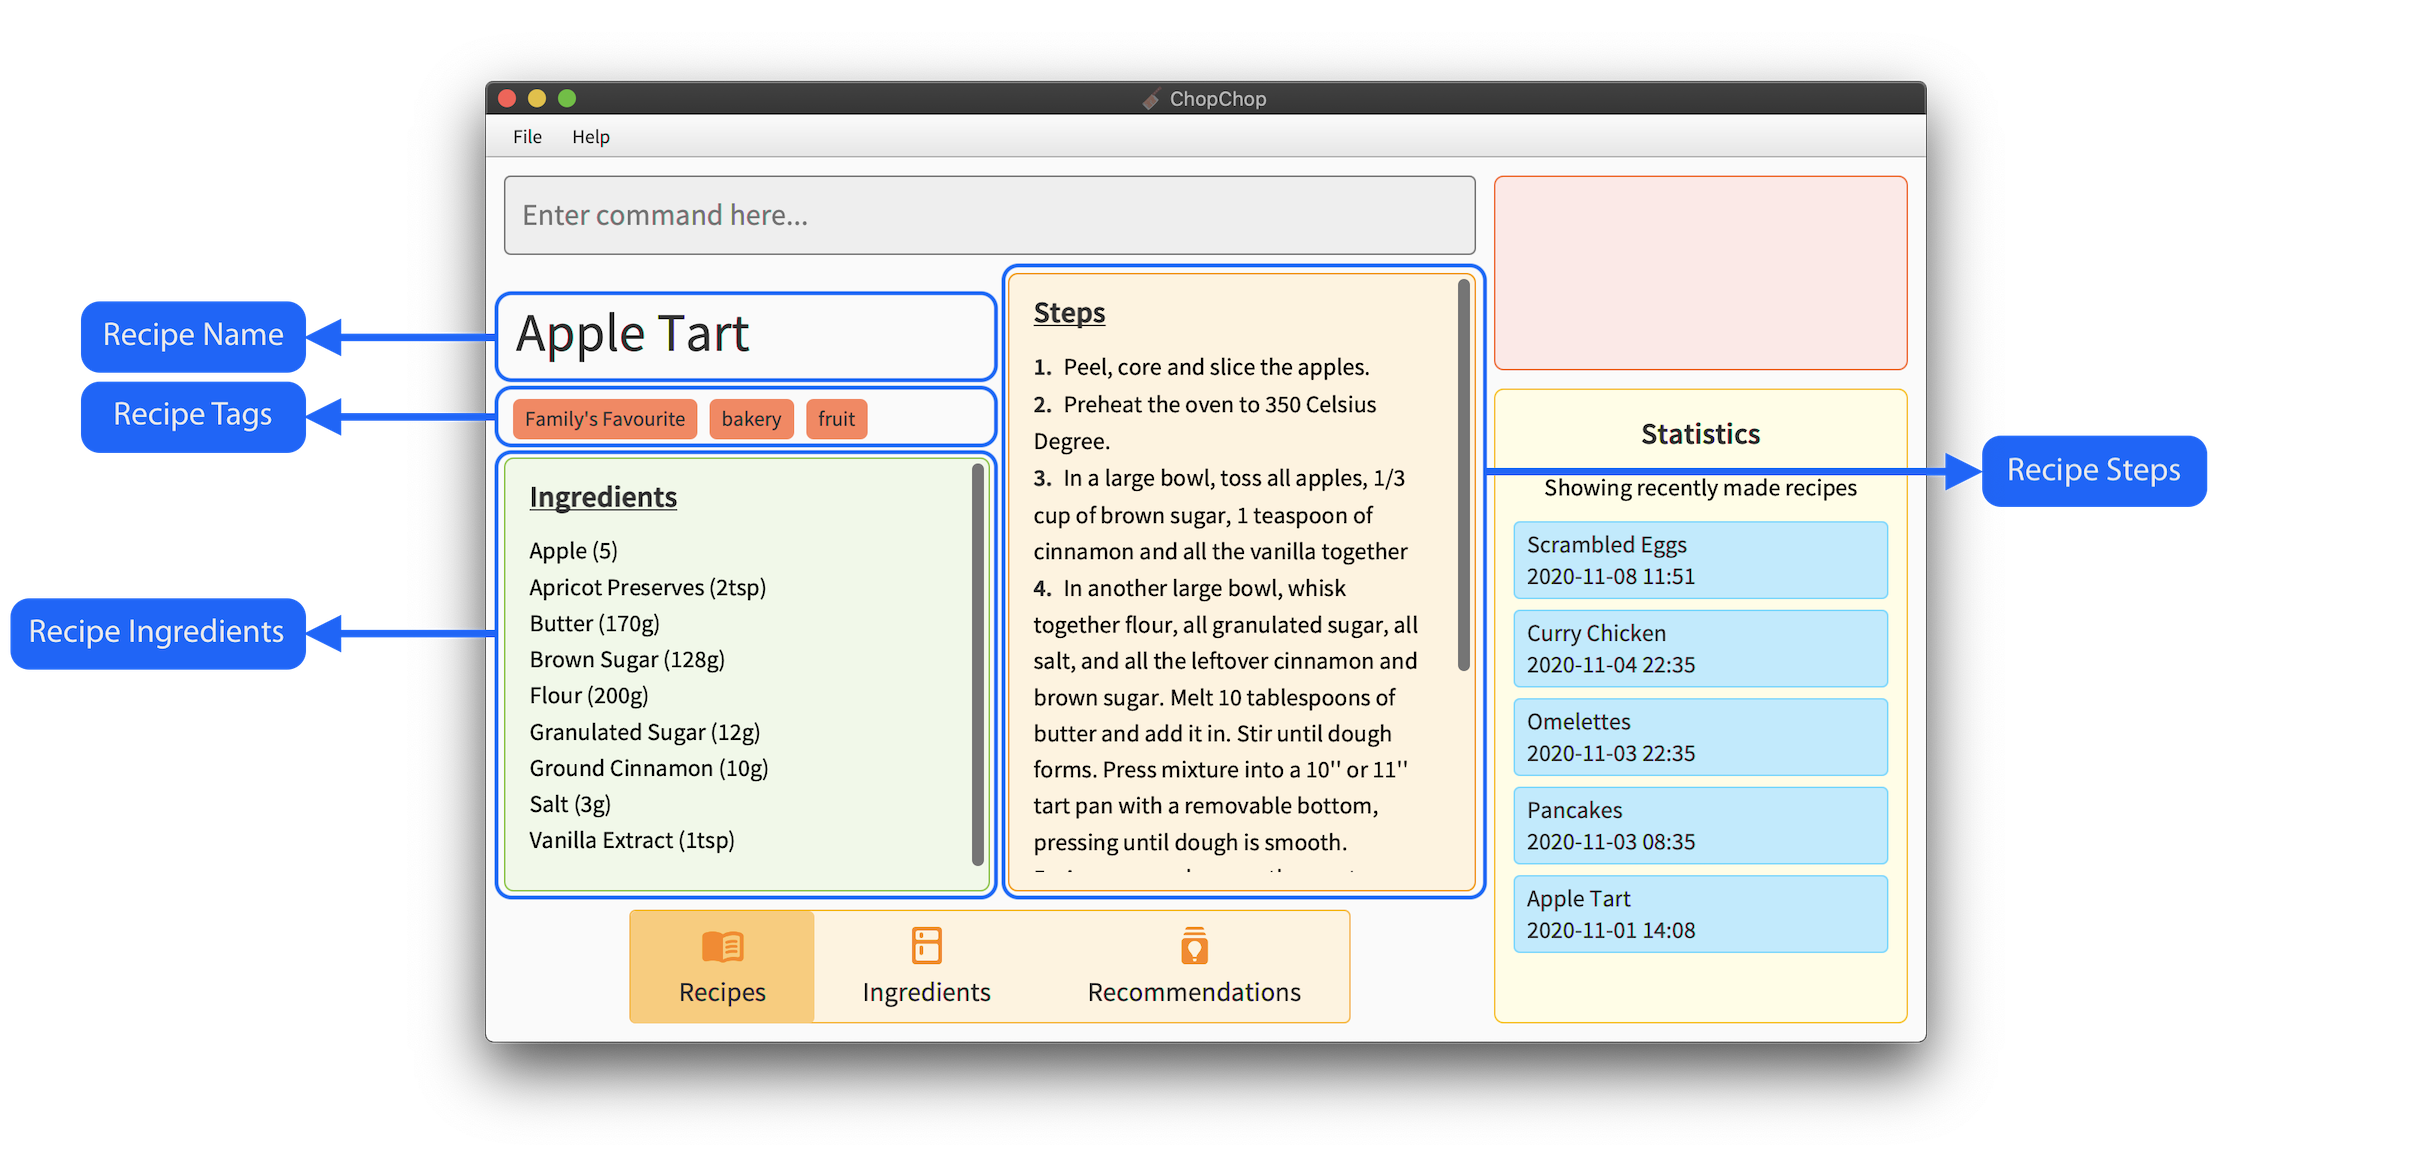 ChopChop
File Help
Enter command here...
Recipe Name
Apple Tart
Recipe Tags
Family's Favourite bakery fruit
Recipe Ingredients
Ingredients
Apple (5)
Apricot Preserves (2tsp)
Butter (170g)
Brown Sugar (128g)
Flour (200g)
Granulated Sugar (12g)
Ground Cinnamon (10g)
Salt (3g)
Vanilla Extract (1tsp)
Steps
1. Peel, core and slice the apples.
2. Preheat the oven to 350 Celsius
Degree.
3. In a large bowl, toss all apples, 1/3
cup of brown sugar, 1 teaspoon of
cinnamon and all the vanilla together
4. In another large bowl, whisk
together flour, all granulated sugar, all
salt, and all the leftover cinnamon and
brown sugar. Melt 10 tablespoons of
butter and add it in. Stir until dough
forms. Press mixture into a 10'' or 11''
tart pan with a removable bottom,
pressing until dough is smooth.
Recipe Steps
Statistics
Showing recently made recipes
Scrambled Eggs
2020-11-08 11:51
Curry Chicken
2020-11-04 22:35
Omelettes
2020-11-03 22:35
Pancakes
2020-11-03 08:35
Apple Tart
2020-11-01 14:08
Recipes Ingredients Recommendations